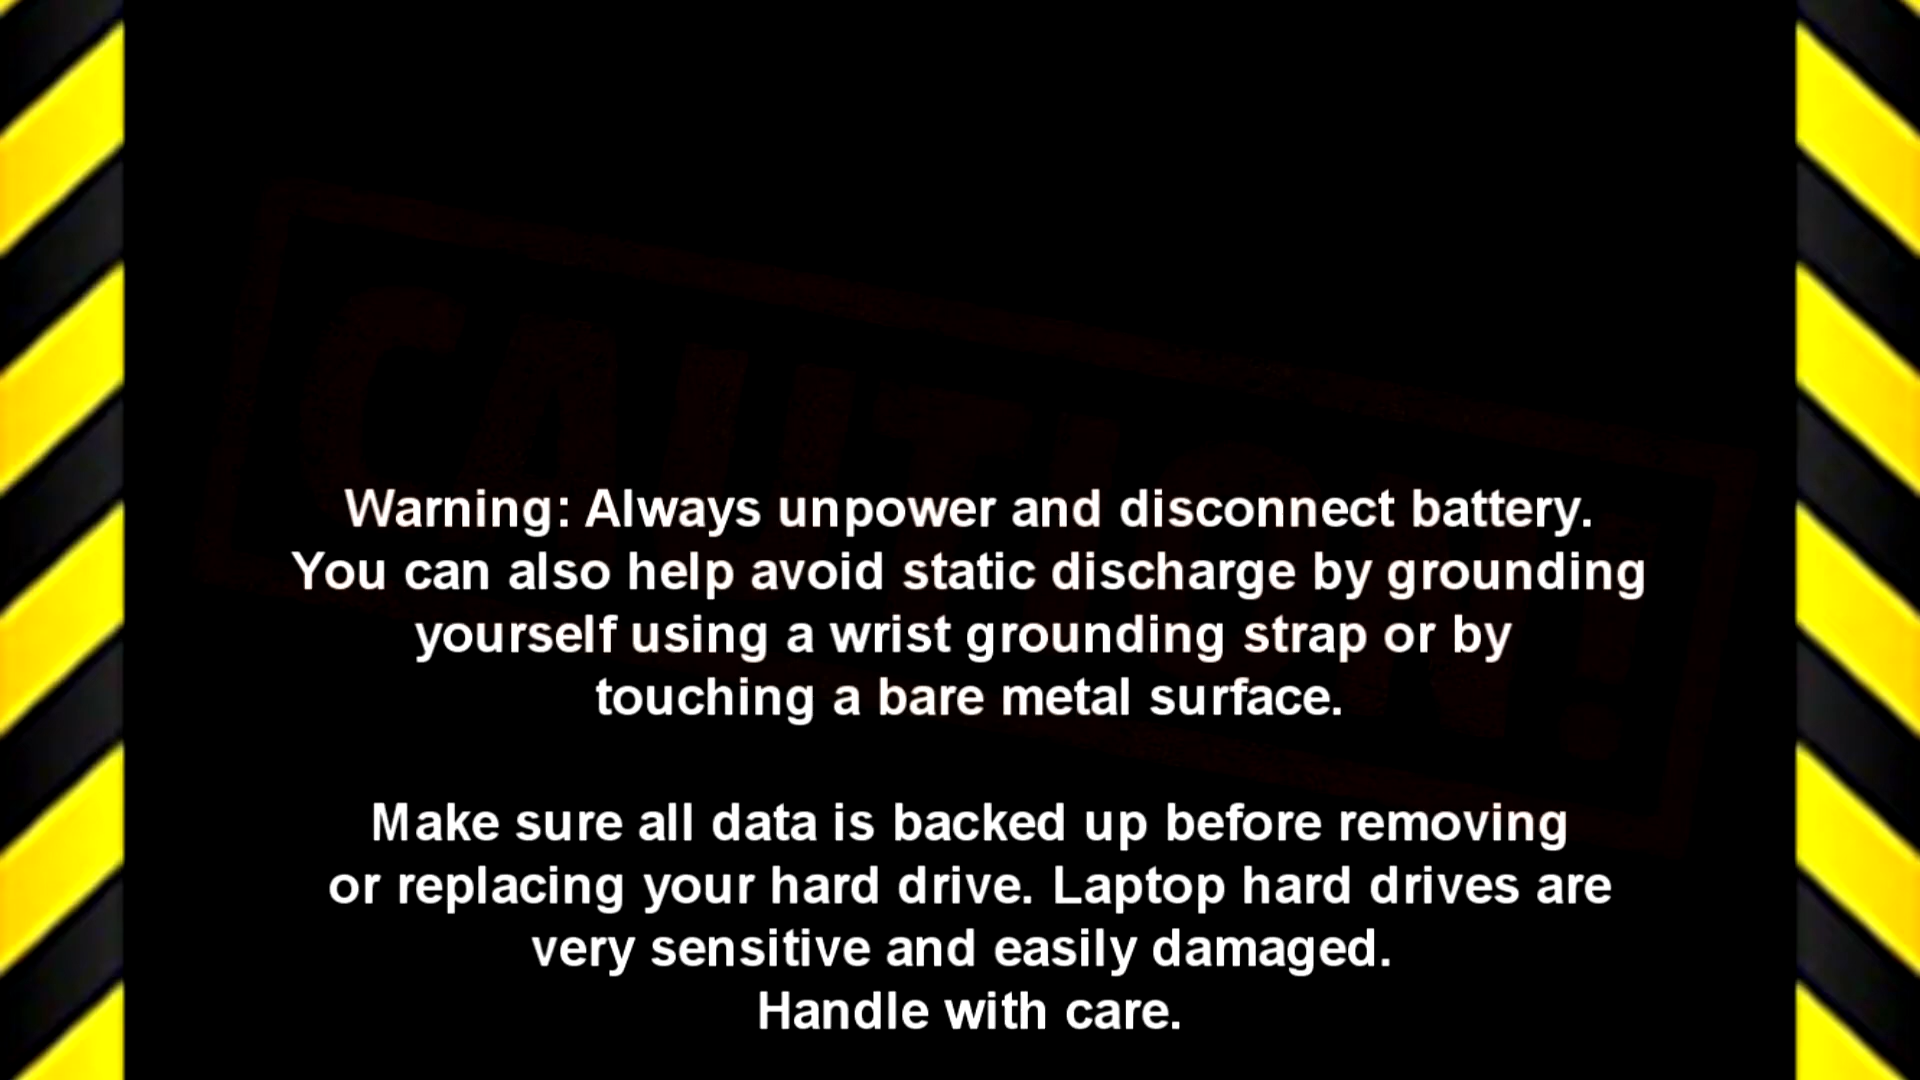 CAUTION!
Warning: Always unpower and disconnect battery.
You can also help avoid static discharge by grounding
yourself using a wrist grounding strap or by
touching a bare metal surface.
Make sure all data is backed up before removing
or replacing your hard drive. Laptop hard drives are
very sensitive and easily damaged.
Handle with care.